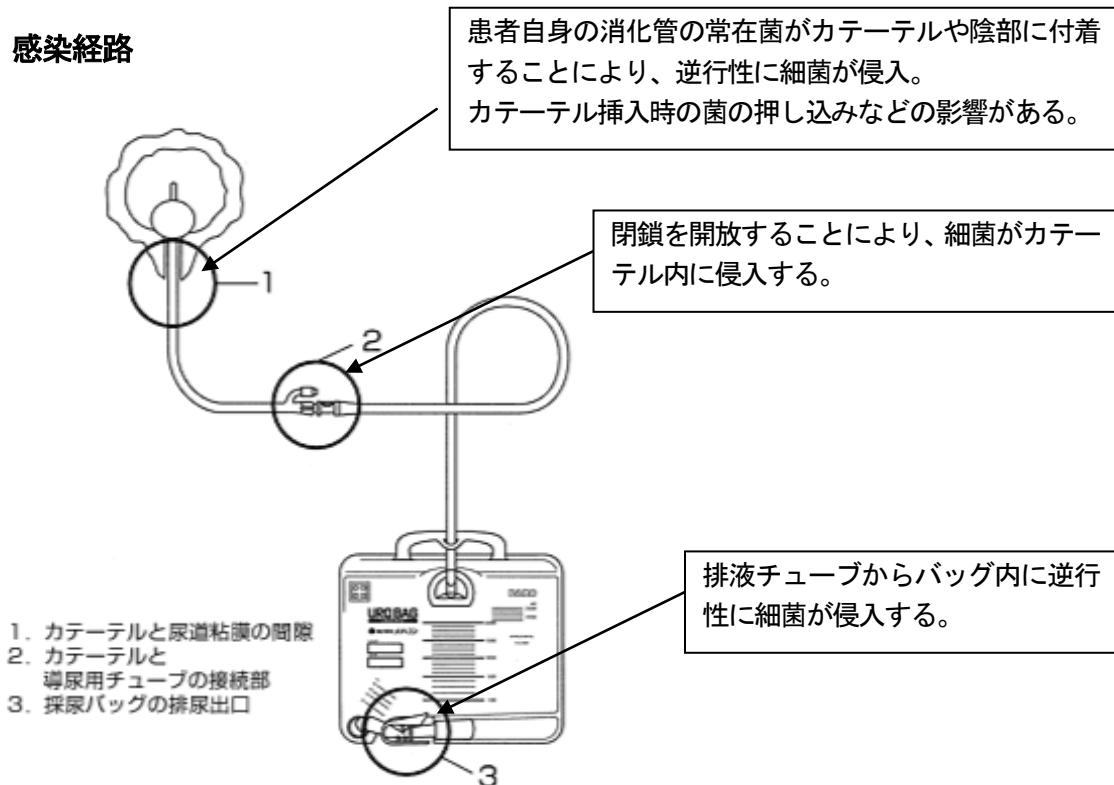 感染経路
患者自身の消化管の常在菌がカテーテルや陰部に付着
することにより、逆行性に細菌が侵入。
カテーテル挿入時の菌の押し込みなどの影響がある。
閉鎖を開放することにより、細菌がカテー
テル内に侵入する。
1
2
排液チューブからバッグ内に逆行
性に細菌が侵入する。
URO BAG
1. カテーテルと尿道粘膜の間隙
2. カテーテルと
導尿用チューブの接続部
3. 採尿バッグの排尿出口
3